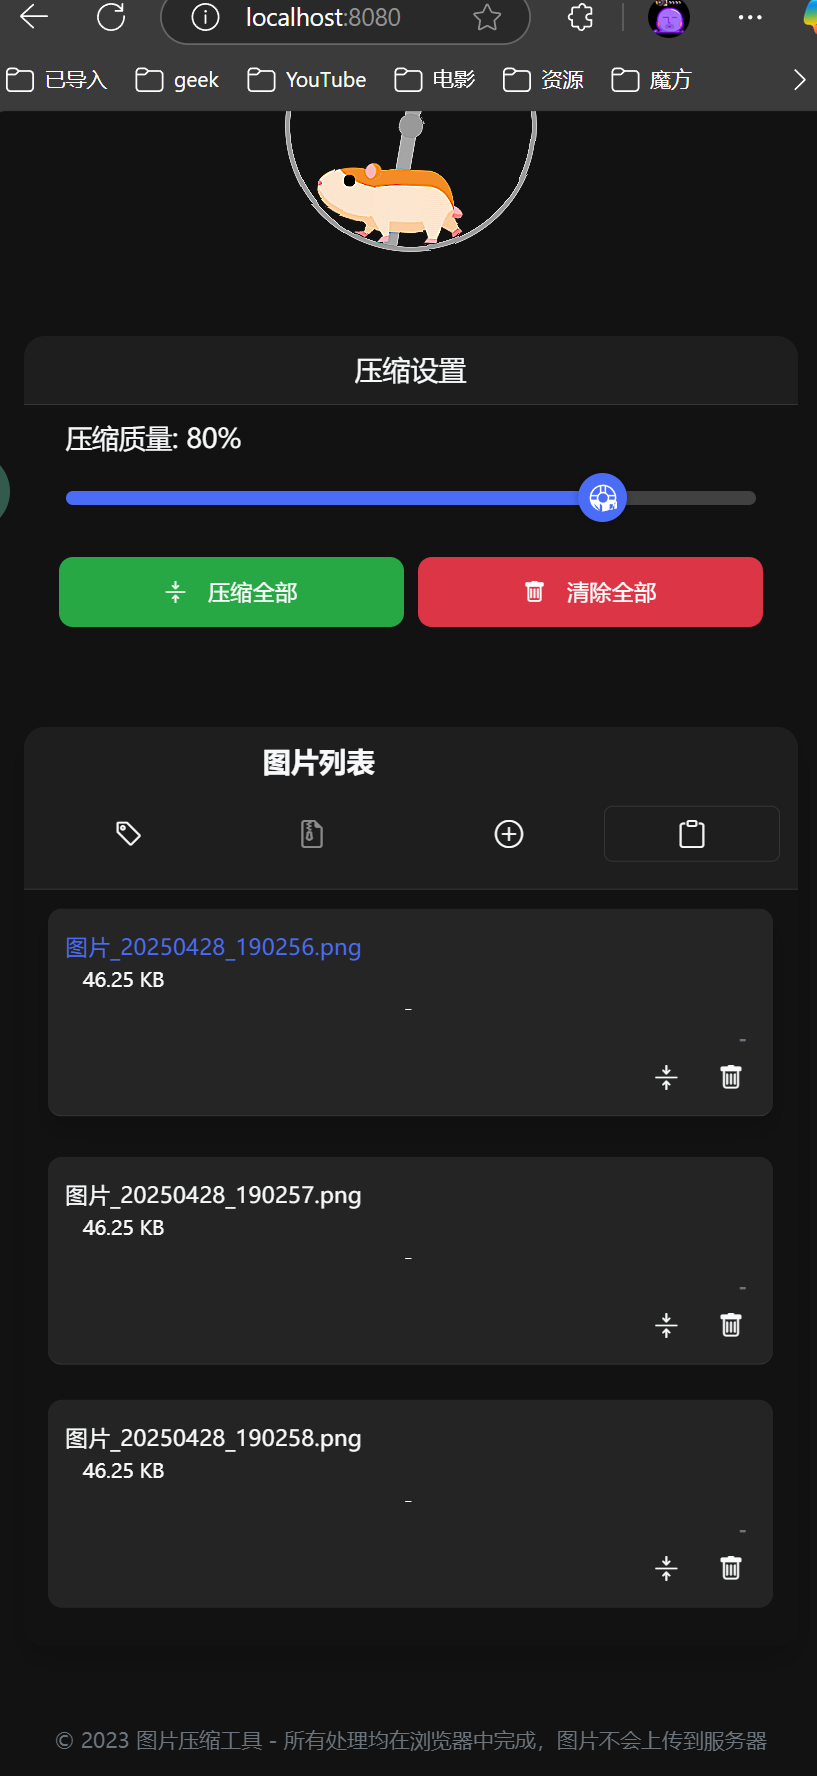 localhost:8080
已导入 geek YouTube 电影 资源 魔方
压缩设置
压缩质量: 80%
压缩全部 清除全部
图片列表
图片_20250428_190256.png
46.25 KB
-
-
图片_20250428_190257.png
46.25 KB
-
-
图片_20250428_190258.png
46.25 KB
-
-
© 2023 图片压缩工具 - 所有处理均在浏览器中完成，图片不会上传到服务器